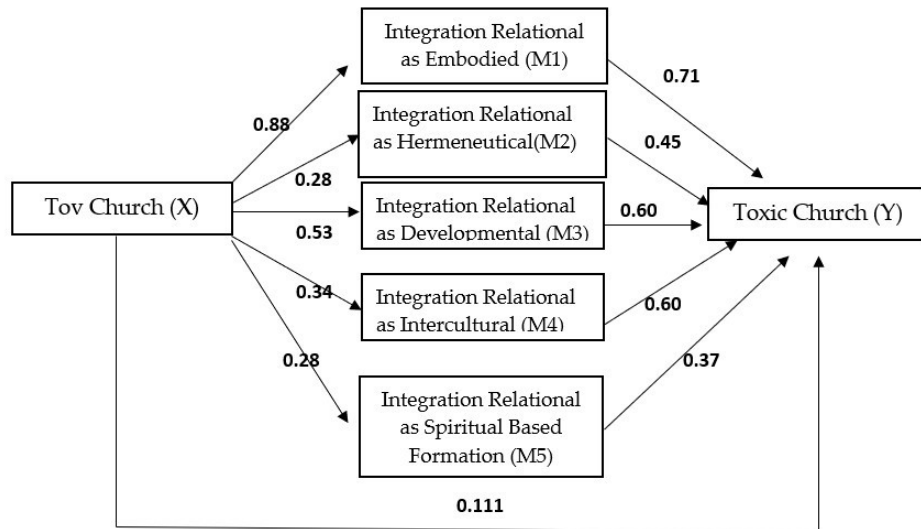 Integration Relational
as Embodied (M1)
0.71
0.88
Integration Relational
as Hermeneutical(M2)
0.45
0.28
Tov Church (X)
Integration Relational
as Developmental (M3)
0.60
Toxic Church (Y)
0.53
0.34
Integration Relational
as Intercultural (M4)
0.60
0.28
0.37
Integration Relational
as Spiritual Based
Formation (M5)
0.111